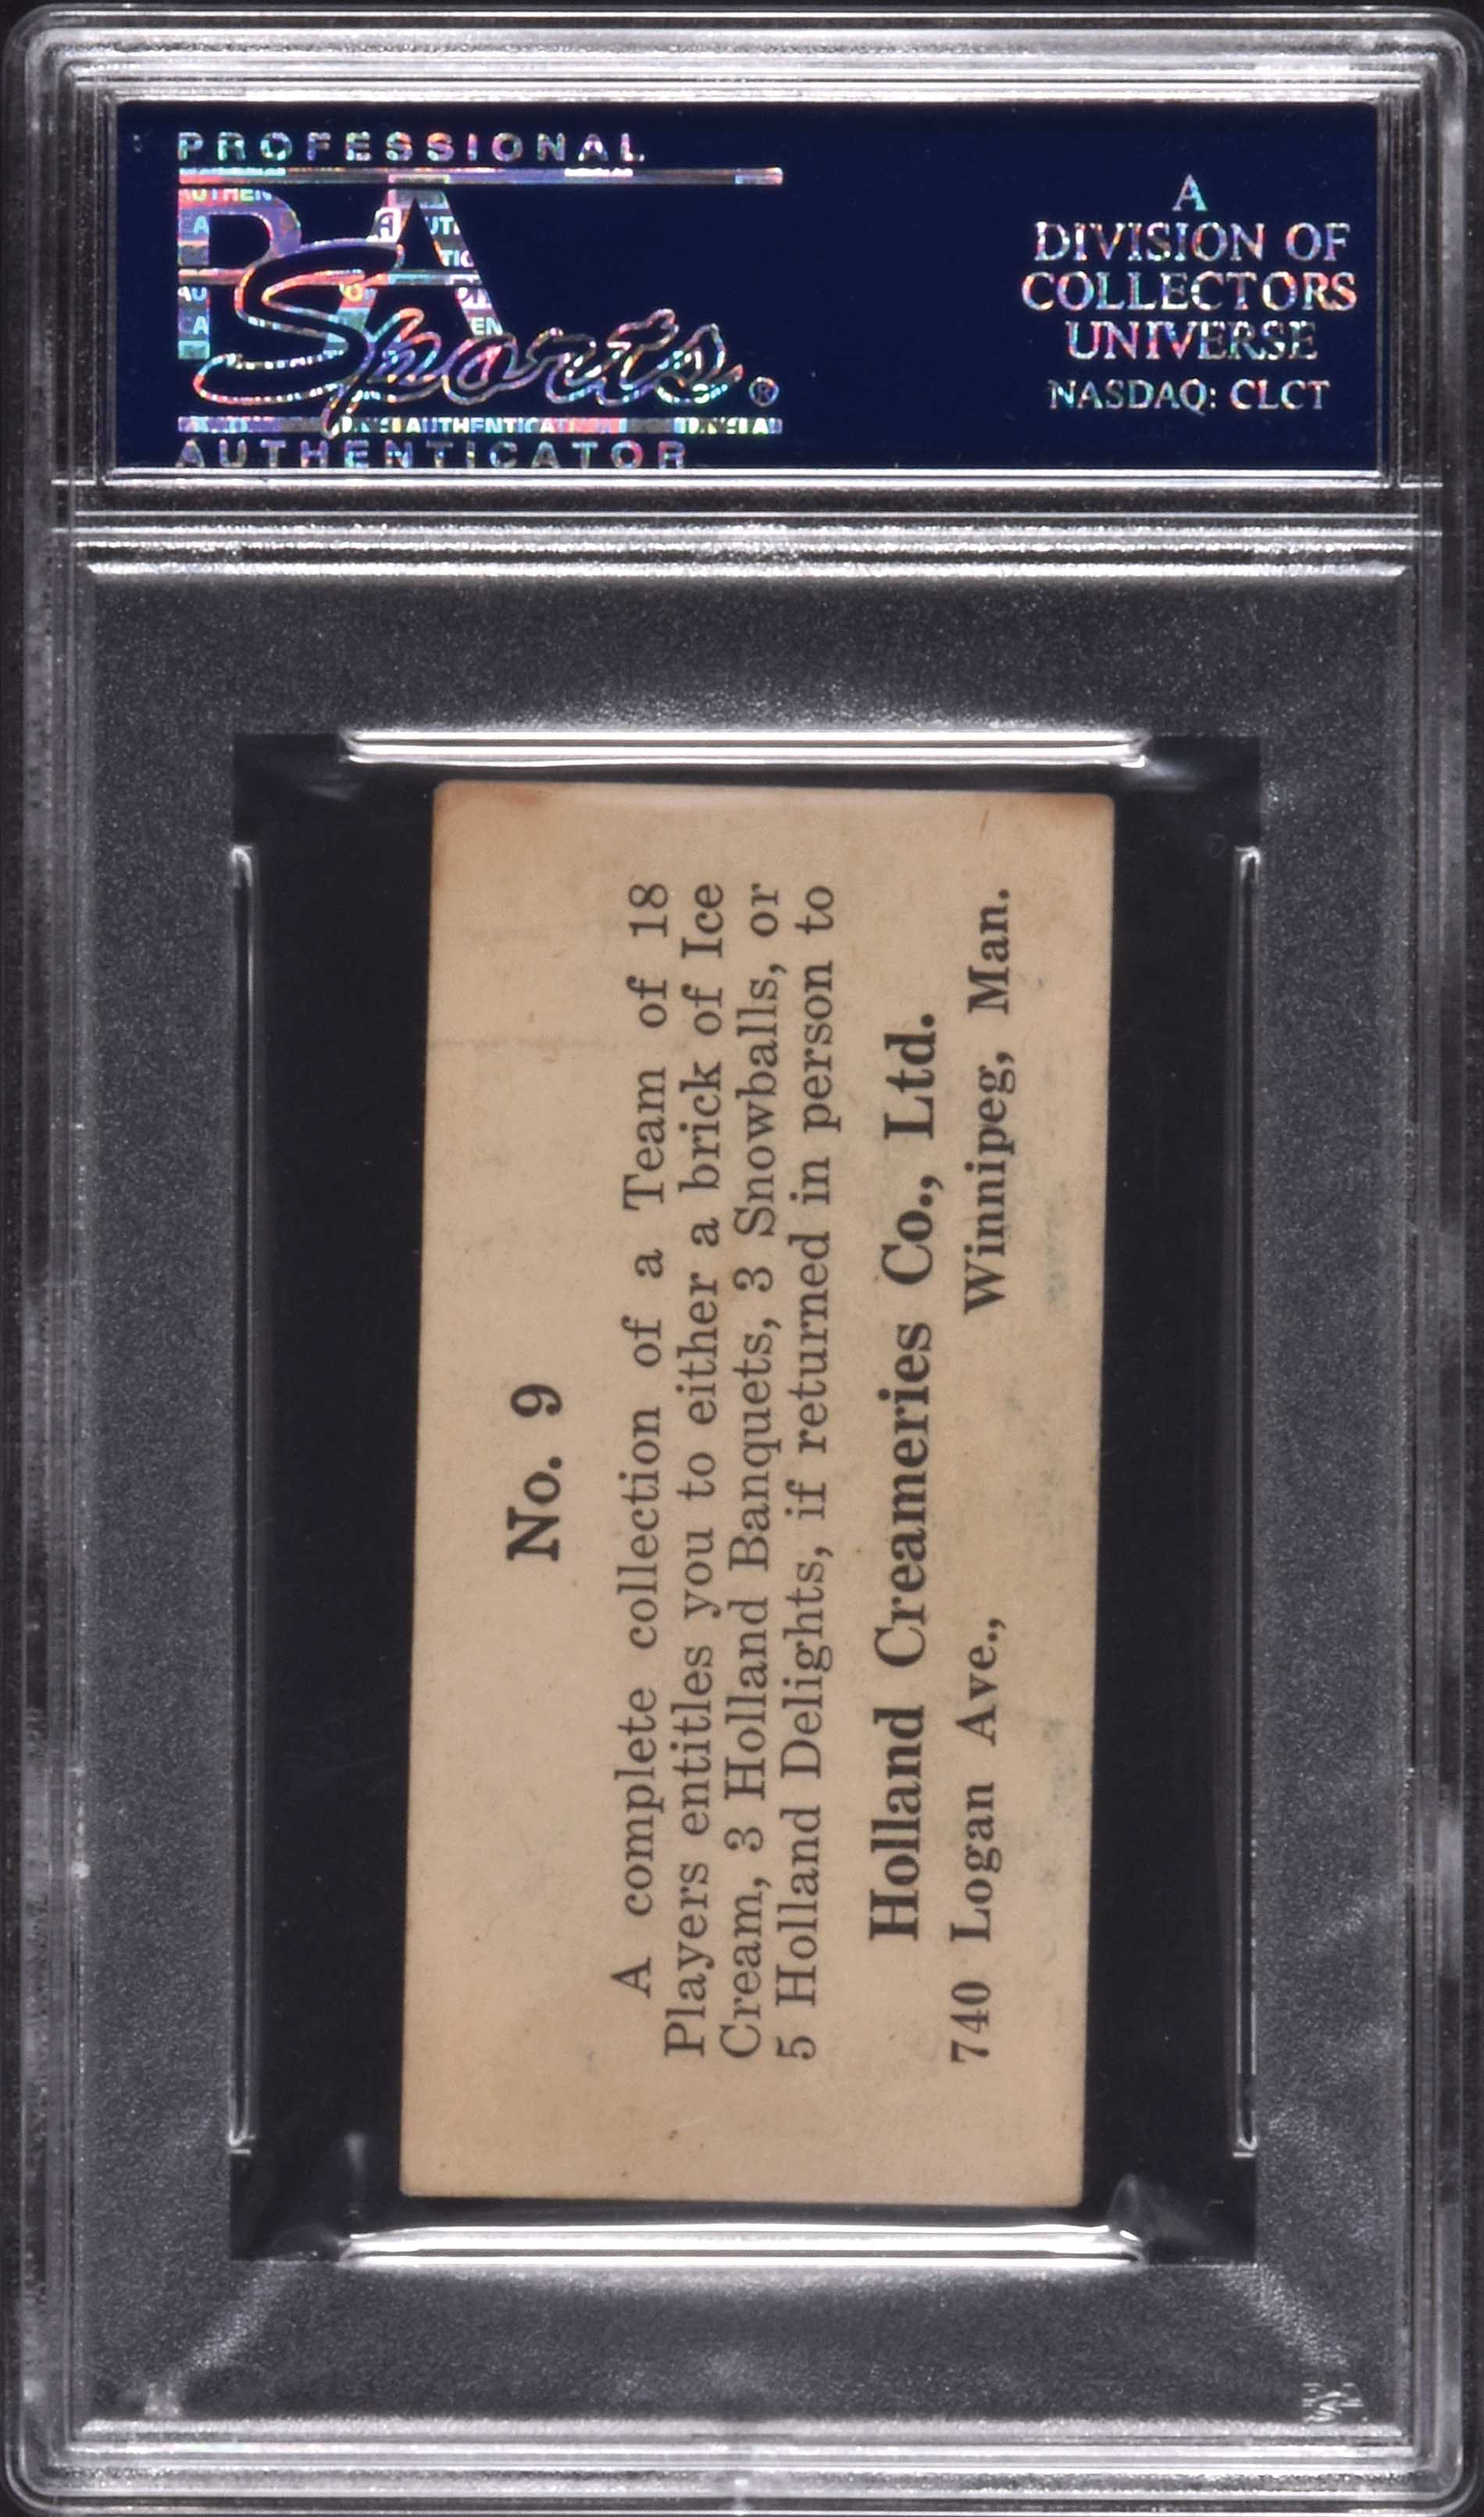 PROFESSIONAL
PSA
Sports®
AUTHENTICATOR
A
DIVISION OF
COLLECTORS
UNIVERSE
NASDAQ: CLCT
No. 9
A complete collection of a Team of 18
Players entitles you to either a brick of Ice
Cream, 3 Holland Banquets, 3 Snowballs, or
5 Holland Delights, if returned in person to
Holland Creameries Co., Ltd.
740 Logan Ave., Winnipeg, Man.